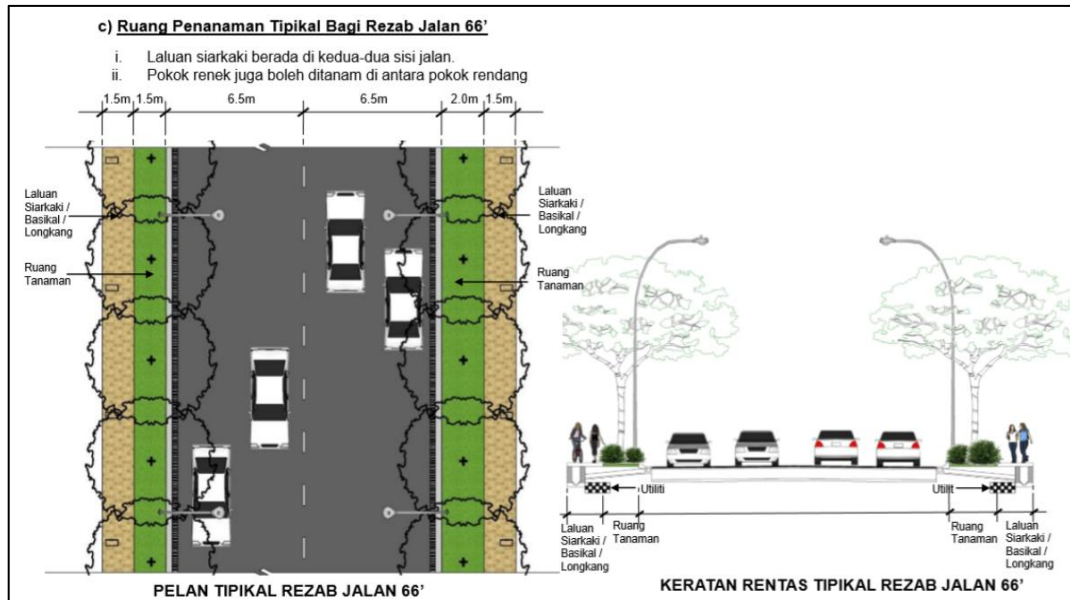 c) Ruang Penanaman Tipikal Bagi Rezab Jalan 66'
i. Laluan siarkaki berada di kedua-dua sisi jalan.
ii. Pokok renek juga boleh ditanam di antara pokok rendang
1.5m 1.5m 6.5m 6.5m 2.0m 1.5m
Laluan
Siarkaki /
Basikal /
Longkang
Ruang
Tanaman
Laluan
Siarkaki /
Basikal /
Longkang
Ruang
Tanaman
PELAN TIPIKAL REZAB JALAN 66'
Utiliti
Utilit
Laluan
Siarkaki /
Basikal /
Longkang
Ruang
Tanaman
Ruang
Tanaman
Laluan
Siarkaki /
Basikal /
Longkang
KERATAN RENTAS TIPIKAL REZAB JALAN 66'